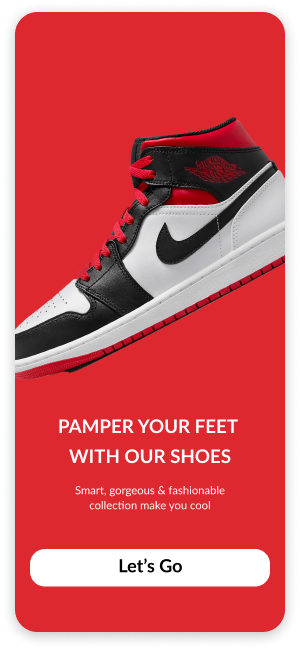 PAMPER YOUR FEET
WITH OUR SHOES
Smart, gorgeous & fashionable
collection make you cool
Let's Go